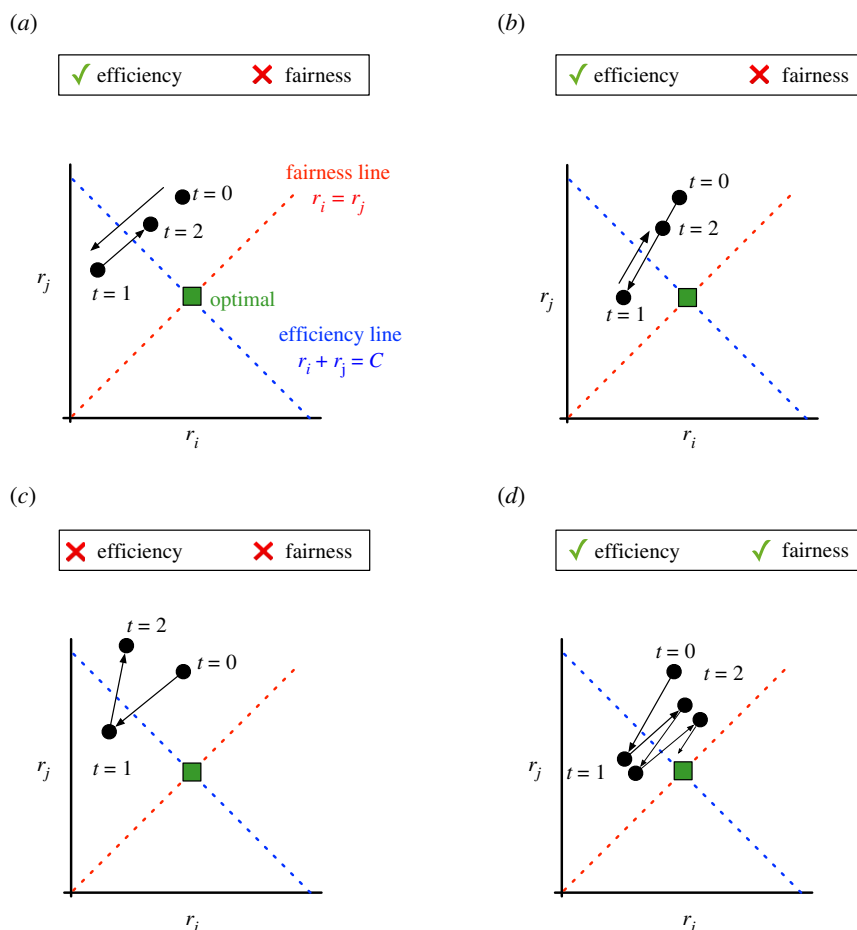 (a)
✓ efficiency ✕ fairness
fairness line
r_i = r_j
t = 0
t = 2
t = 1
r_j
optimal
efficiency line
r_i + r_j = C
r_i
(b)
✓ efficiency ✕ fairness
t = 0
t = 2
t = 1
r_j
r_i
(c)
✕ efficiency ✕ fairness
t = 2
t = 0
t = 1
r_j
r_i
(d)
✓ efficiency ✓ fairness
t = 0
t = 2
t = 1
r_j
r_i